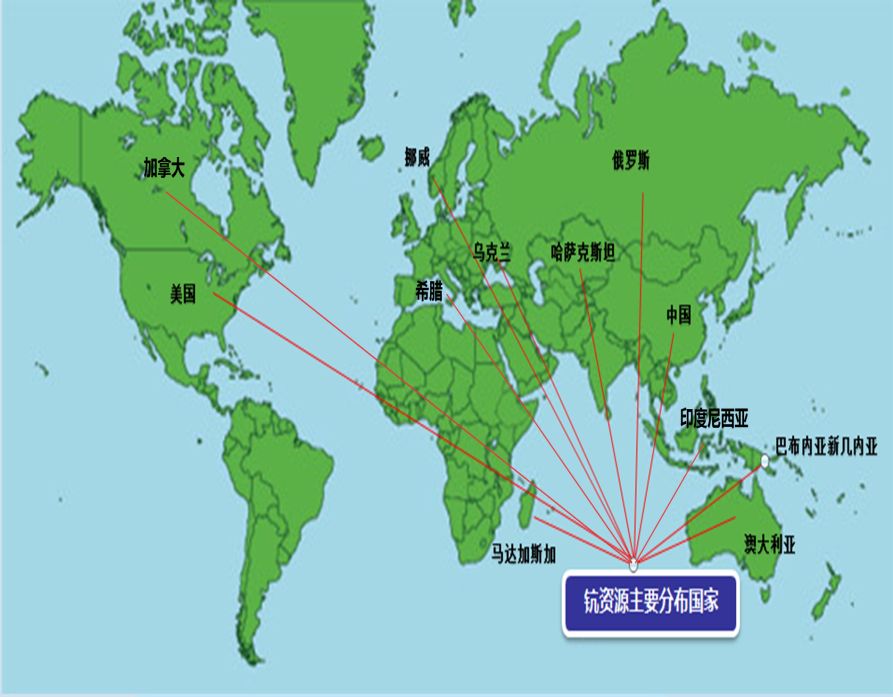 加拿大
挪威
俄罗斯
乌克兰
哈萨克斯坦
美国
希腊
中国
印度尼西亚
巴布内亚新几内亚
澳大利亚
马达加斯加
钪资源主要分布国家